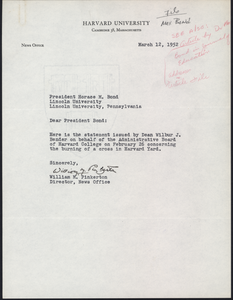 HARVARD UNIVERSITY
CAMBRIDGE 38, MASSACHUSETTS
NEWS OFFICE
March 12, 1952
President Horace M. Bond
Lincoln University
Lincoln University, Pennsylvania
Dear President Bond:
Here is the statement issued by Dean Wilbur J.
Bender on behalf of the Administrative Board
of Harvard College on February 26 concerning
the burning of a cross in Harvard Yard.
Sincerely,
William M. Pinkerton
William M. Pinkerton
Director, News Office